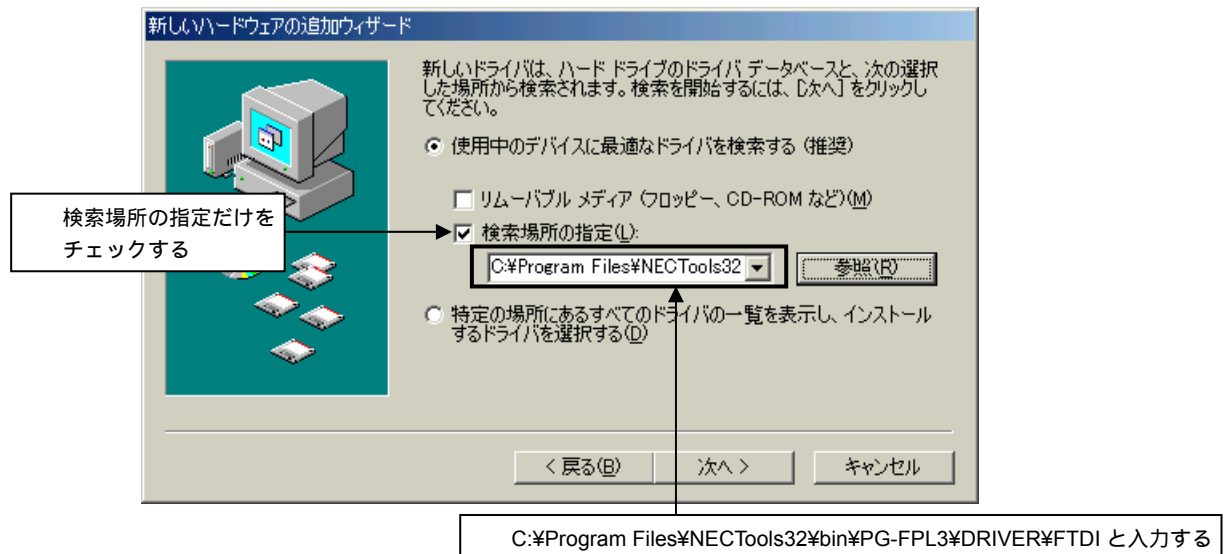 新しいハードウェアの追加ウィザード
新しいドライバは、ハード ドライブのドライバ データベースと、次の選択
した場所から検索されます。検索を開始するには、[次へ] をクリックし
てください。
使用中のデバイスに最適なドライバを検索する (推奨)
リムーバブル メディア (フロッピー、CD-ROM など)(M)
検索場所の指定だけを
チェックする
検索場所の指定(L):
C:¥Program Files¥NECTools32
参照(R)
特定の場所にあるすべてのドライバの一覧を表示し、インストール
するドライバを選択する(D)
< 戻る(B)
次へ >
キャンセル
C:¥Program Files¥NECTools32¥bin¥PG-FPL3¥DRIVER¥FTDI と入力する